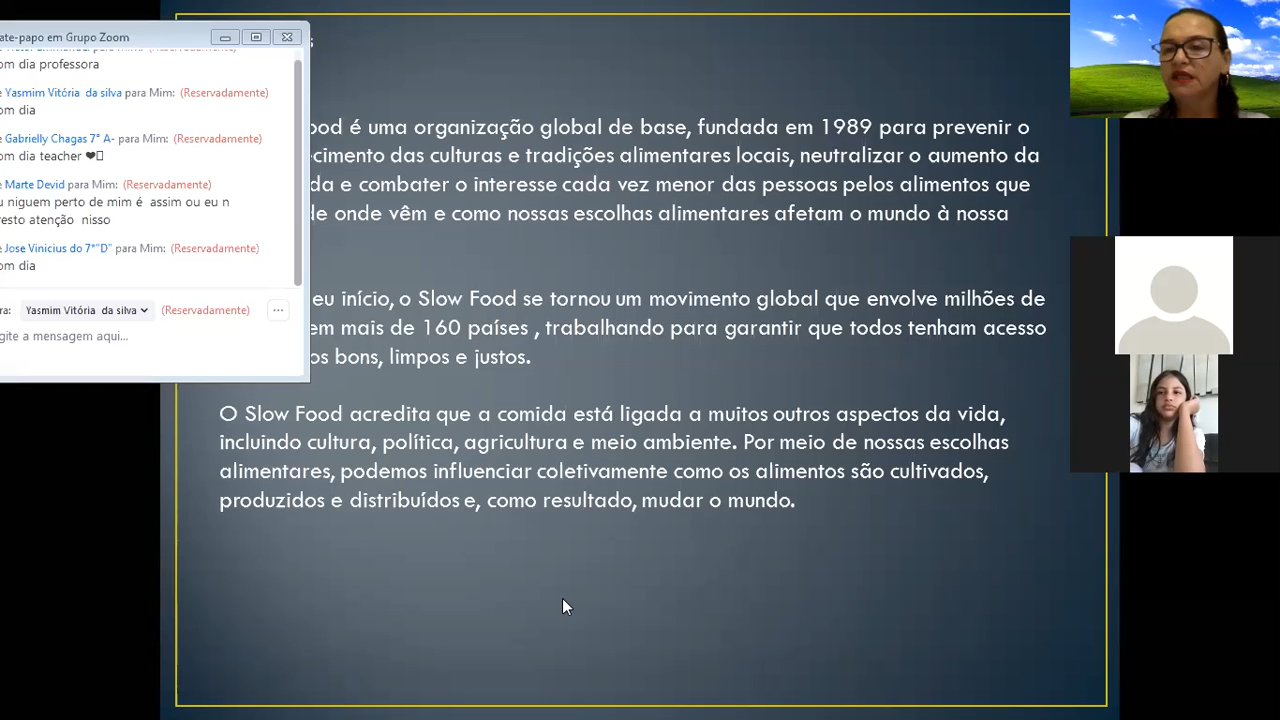 ate-papo em Grupo Zoom
om dia professora
Yasmim Vitória da silva para Mim: (Reservadamente)
om dia
Gabrielly Chagas 7° A- para Mim: (Reservadamente)
om dia teacher ❤
Marte Devid para Mim: (Reservadamente)
u niguem perto de mim é assim ou eu n
resto atenção nisso
Jose Vinicius do 7*"D" para Mim: (Reservadamente)
om dia
ra: Yasmim Vitória da silva (Reservadamente) ...
gite a mensagem aqui...
ood é uma organização global de base, fundada em 1989 para prevenir o
ecimento das culturas e tradições alimentares locais, neutralizar o aumento da
da e combater o interesse cada vez menor das pessoas pelos alimentos que
de onde vêm e como nossas escolhas alimentares afetam o mundo à nossa
eu início, o Slow Food se tornou um movimento global que envolve milhões de
em mais de 160 países , trabalhando para garantir que todos tenham acesso
os bons, limpos e justos.
O Slow Food acredita que a comida está ligada a muitos outros aspectos da vida,
incluindo cultura, política, agricultura e meio ambiente. Por meio de nossas escolhas
alimentares, podemos influenciar coletivamente como os alimentos são cultivados,
produzidos e distribuídos e, como resultado, mudar o mundo.